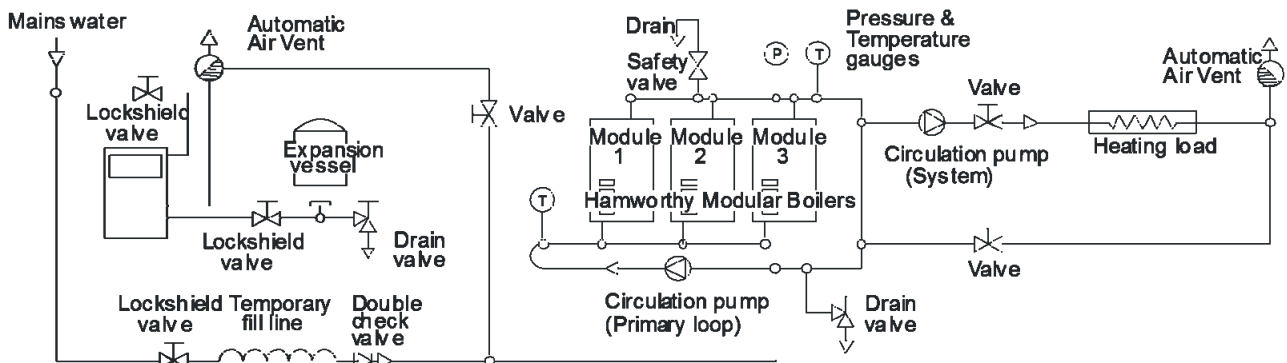 Mains water
Automatic
Air Vent
Lockshield
valve
Expansion
vessel
Lockshield
valve
Drain
valve
Lockshield
valve
Temporary
fill line
Double
check
valve
Valve
Drain
Safety
valve
P
T
Pressure &
Temperature
gauges
Module
1
Module
2
Module
3
Hamworthy Modular Boilers
T
Circulation pump
(Primary loop)
Drain
valve
Circulation pump
(System)
Valve
Heating load
Automatic
Air Vent
Valve